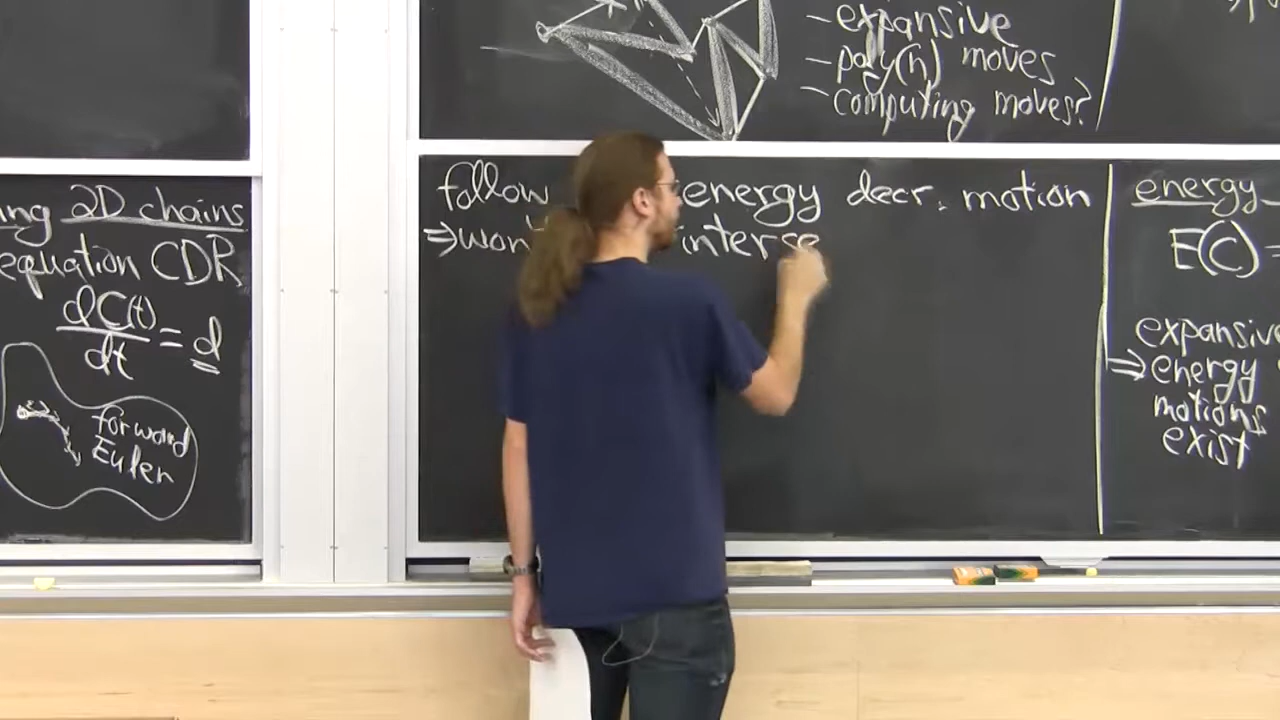 ing 2D chains
equation CDR
dC(t)/dt = d
forward
Euler
- expansive
- poly(n) moves
- computing moves?
follow energy decr. motion
⇒ won interse
energy
E(C) =
expansive
⇒ energy
motions
exist